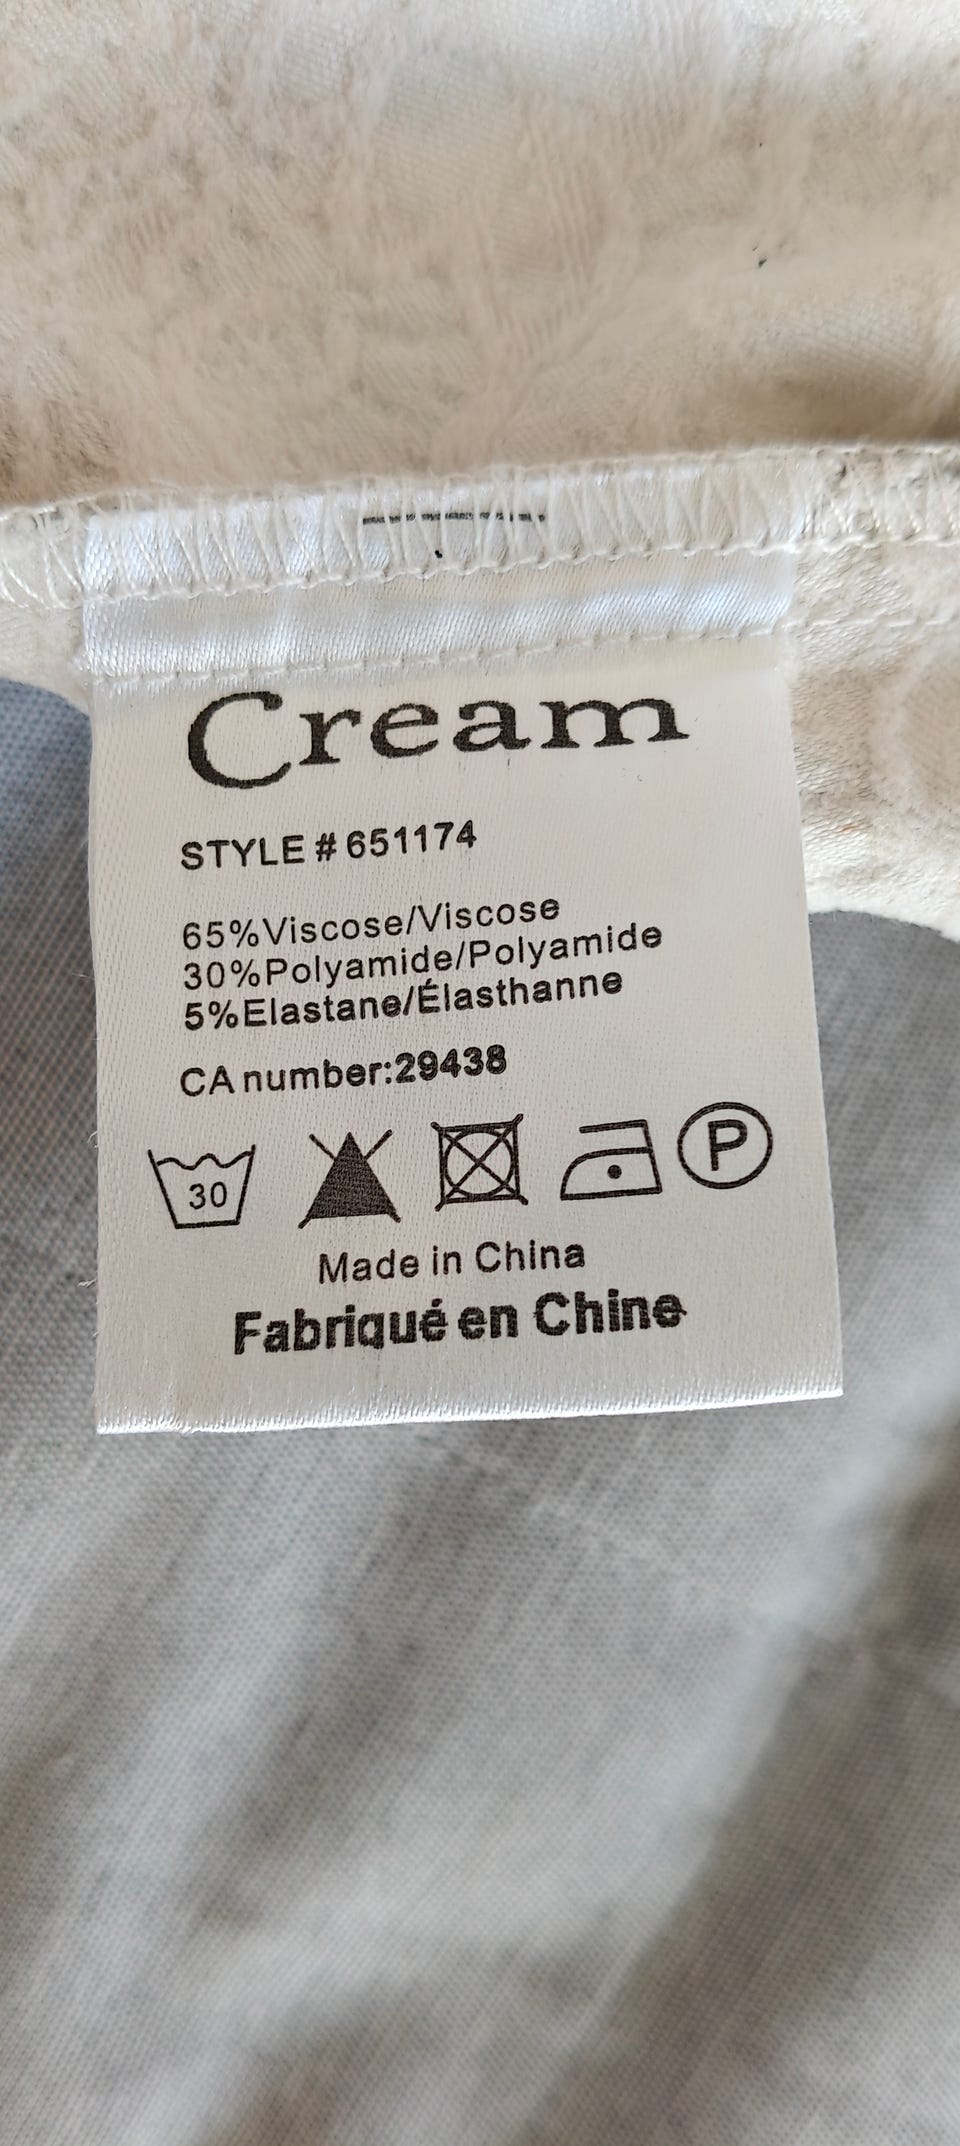 Cream
STYLE # 651174
65%Viscose/Viscose
30%Polyamide/Polyamide
5%Elastane/Élasthanne
CA number:29438
30 P
Made in China
Fabriqué en Chine